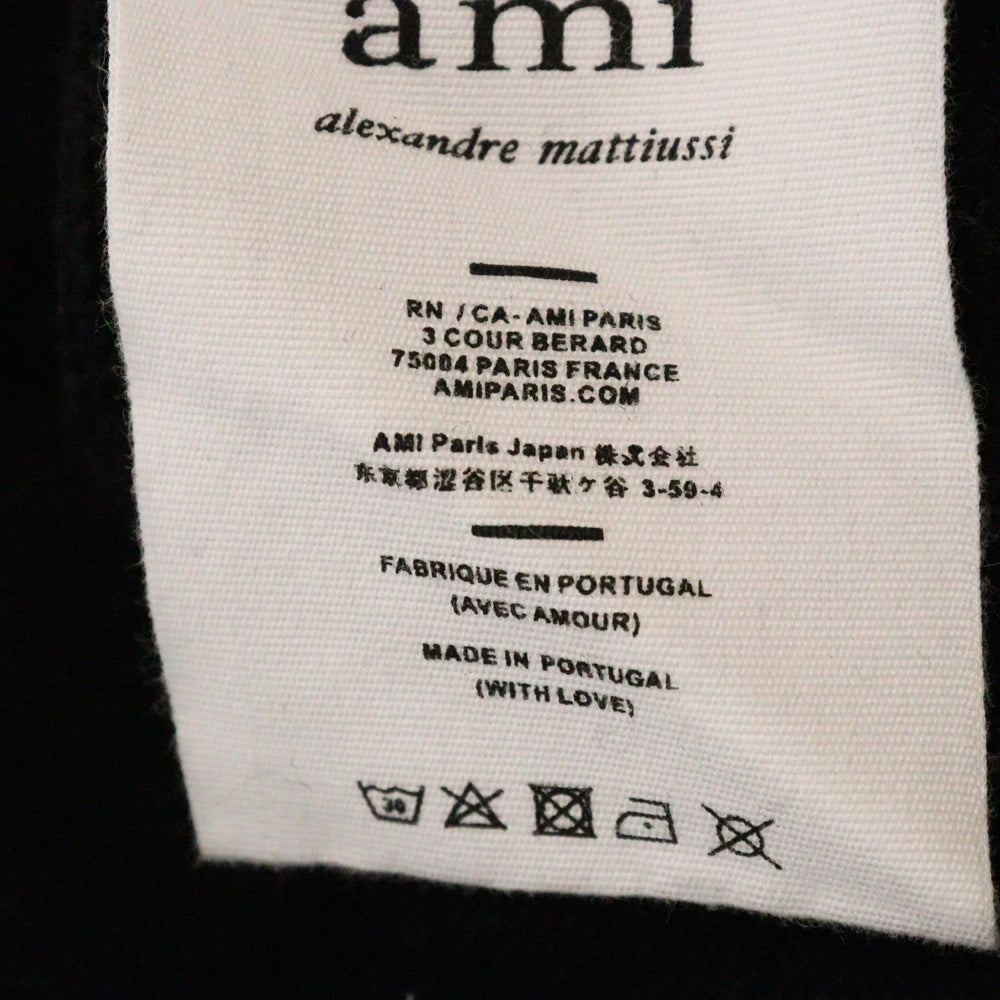 ami
alexandre mattiussi
RN / CA-AMI PARIS
3 COUR BERARD
75004 PARIS FRANCE
AMIPARIS.COM
AMI Paris Japan 株式会社
东京都涩谷区千驮ケ谷 3-59-4
FABRIQUE EN PORTUGAL
(AVEC AMOUR)
MADE IN PORTUGAL
(WITH LOVE)
30